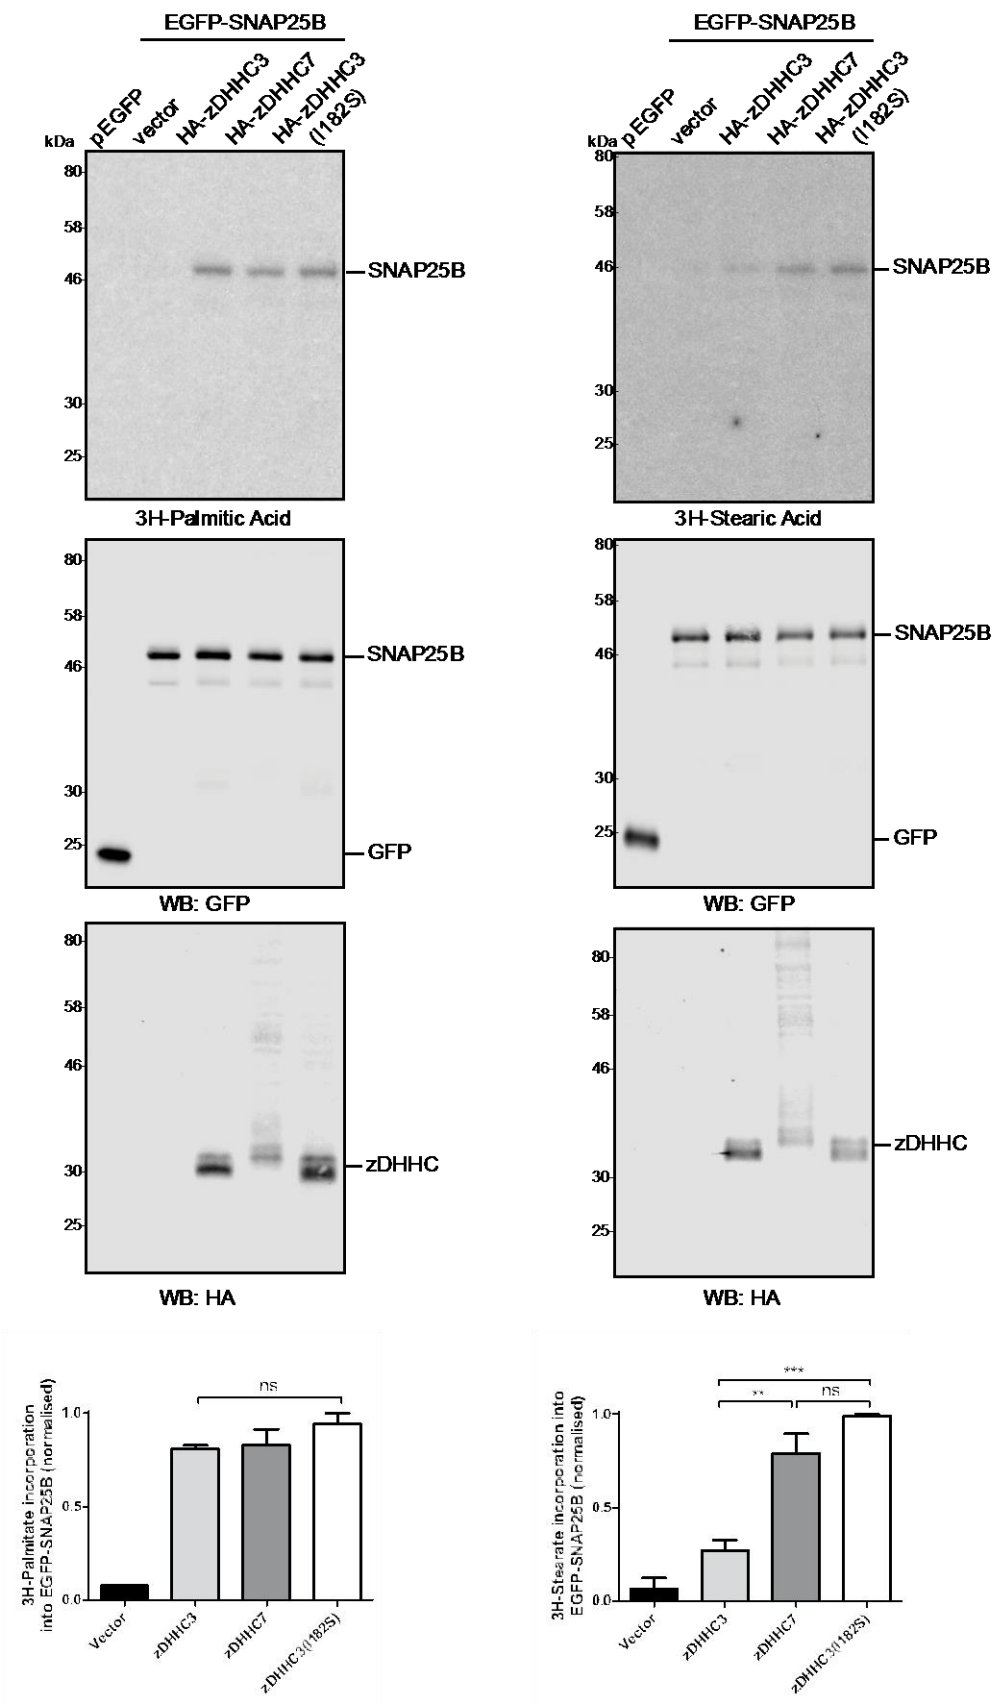 EGFP-SNAP25B
kDa
pEGFP
vector
HA-zDHHC3
HA-zDHHC7
HA-zDHHC3
(I182S)
80
58
46
30
25
SNAP25B
3H-Palmitic Acid
80
58
46
30
25
SNAP25B
GFP
WB: GFP
80
58
46
30
25
zDHHC
WB: HA
3H-Palmitate incorporation
into EGFP-SNAP25B (normalised)
1.0
0.5
0.0
ns
Vector
zDHHC3
zDHHC7
zDHHC3(I182S)
EGFP-SNAP25B
kDa
pEGFP
vector
HA-zDHHC3
HA-zDHHC7
HA-zDHHC3
(I182S)
80
58
46
30
25
SNAP25B
3H-Stearic Acid
80
58
46
30
25
SNAP25B
GFP
WB: GFP
80
58
46
30
25
zDHHC
WB: HA
3H-Stearate incorporation into
EGFP-SNAP25B (normalised)
1.0
0.5
0.0
***
**
ns
Vector
zDHHC3
zDHHC7
zDHHC3(I182S)